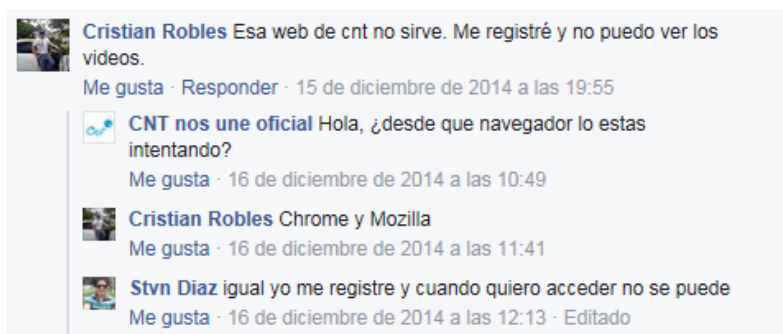 Cristian Robles Esa web de cnt no sirve. Me registré y no puedo ver los
videos.
Me gusta · Responder · 15 de diciembre de 2014 a las 19:55
CNT nos une oficial Hola, ¿desde que navegador lo estas
intentando?
Me gusta · 16 de diciembre de 2014 a las 10:49
Cristian Robles Chrome y Mozilla
Me gusta · 16 de diciembre de 2014 a las 11:41
Stvn Diaz igual yo me registre y cuando quiero acceder no se puede
Me gusta · 16 de diciembre de 2014 a las 12:13 · Editado